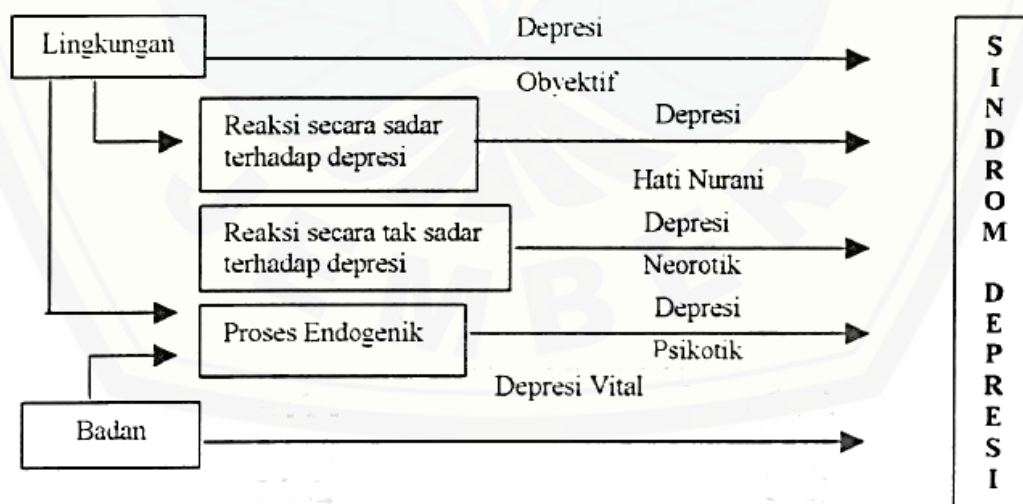 Lingkungan
Depresi
Obyektif
Reaksi secara sadar
terhadap depresi
Depresi
Hati Nurani
Reaksi secara tak sadar
terhadap depresi
Depresi
Neorotik
Proses Endogenik
Depresi
Psikotik
Depresi Vital
Badan
SINDROM DEPRESI
JEMBER